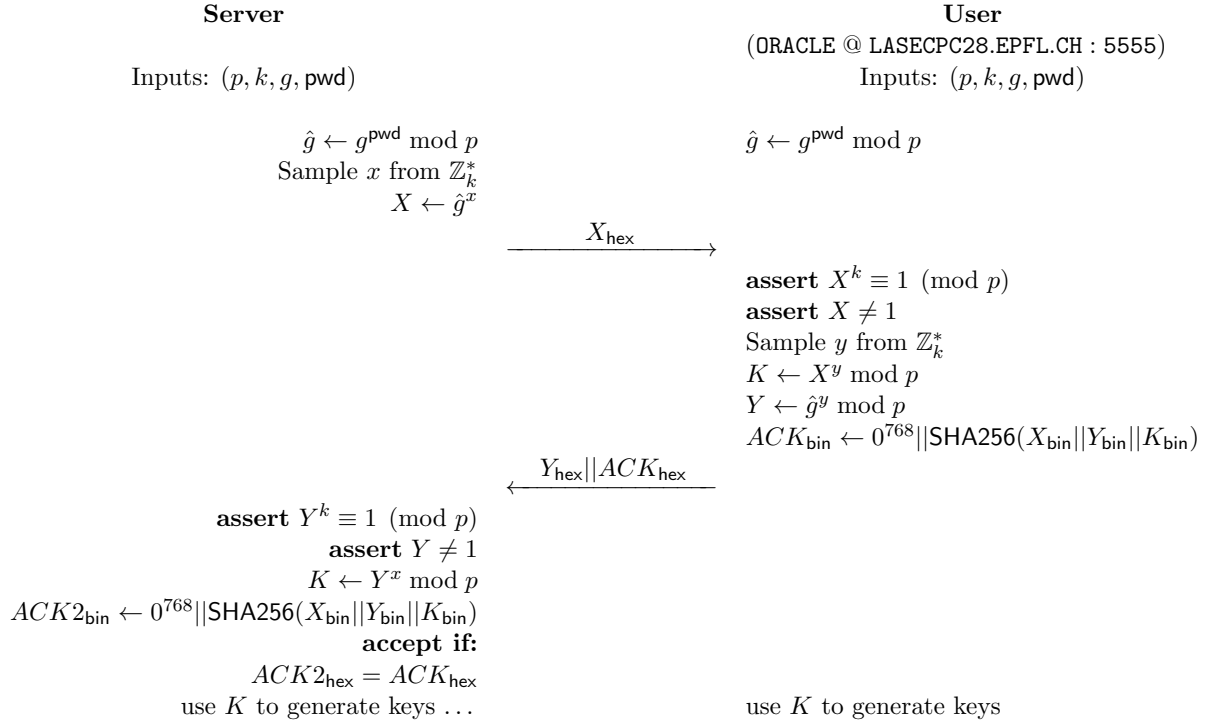 Server User
(ORACLE @ LASECPC28.EPFL.CH : 5555)
Inputs: (p, k, g, pwd) Inputs: (p, k, g, pwd)
ĝ ← g^pwd mod p ĝ ← g^pwd mod p
Sample x from ℤ*_k
X ← ĝ^x
X_hex
assert X^k ≡ 1 (mod p)
assert X ≠ 1
Sample y from ℤ*_k
K ← X^y mod p
Y ← ĝ^y mod p
ACK_bin ← 0^768||SHA256(X_bin||Y_bin||K_bin)
Y_hex||ACK_hex
assert Y^k ≡ 1 (mod p)
assert Y ≠ 1
K ← Y^x mod p
ACK2_bin ← 0^768||SHA256(X_bin||Y_bin||K_bin)
accept if:
ACK2_hex = ACK_hex
use K to generate keys ... use K to generate keys